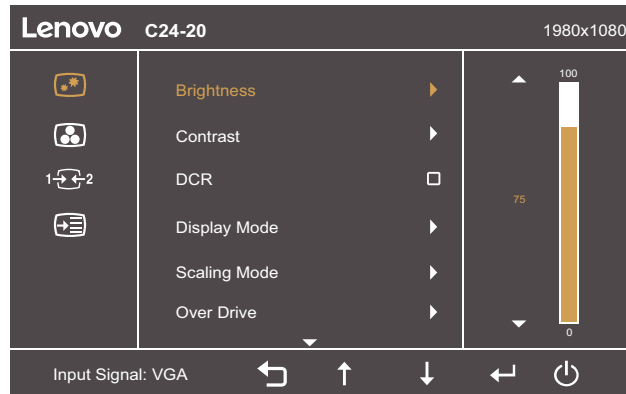 Lenovo C24-20 1980x1080
Brightness
Contrast
DCR
Display Mode
Scaling Mode
Over Drive
1 2
100
75
0
Input Signal: VGA